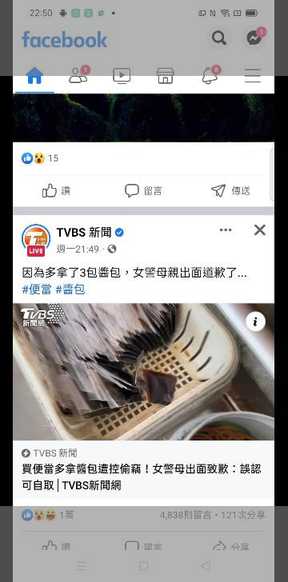 22:50
facebook
15
讚
留言
傳送
TVBS 新聞
LIVE
週一21:49
因為多拿了3包醬包，女警母親出面道歉了...
#便當 #醬包
TVBS
新聞網
TVBS 新聞
買便當多拿醬包遭控偷竊！女警母出面致歉：誤認
可自取│TVBS新聞網
1萬
4,838則留言・121次分享
讚
留言
分享